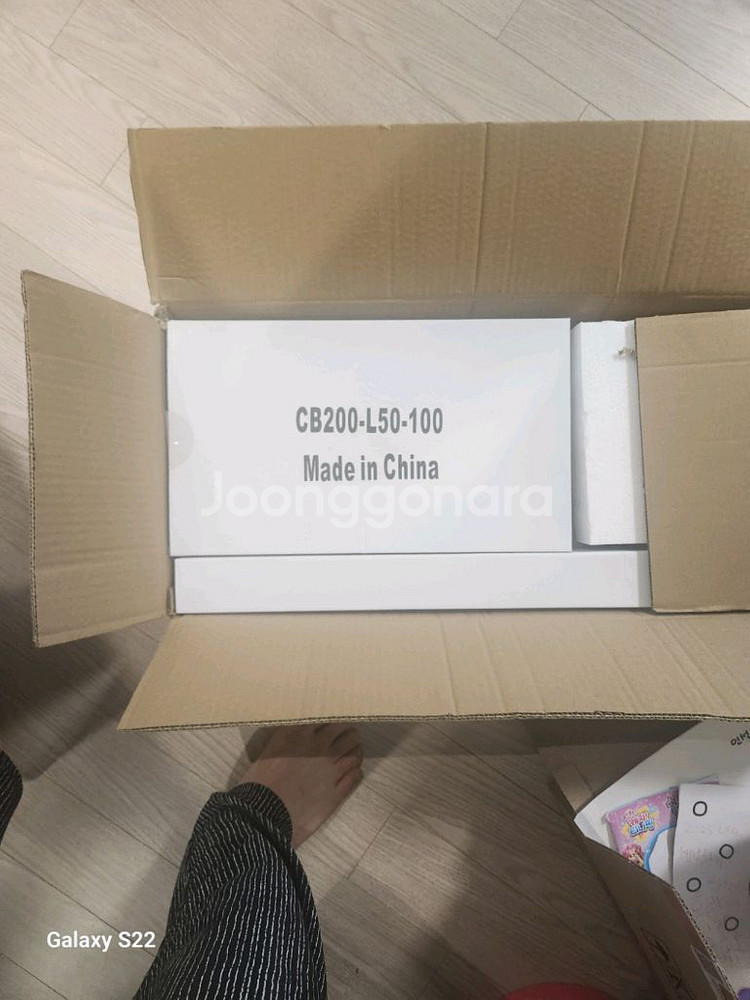 CB200-L50-100
Made in China
Joonggonara
Galaxy S22